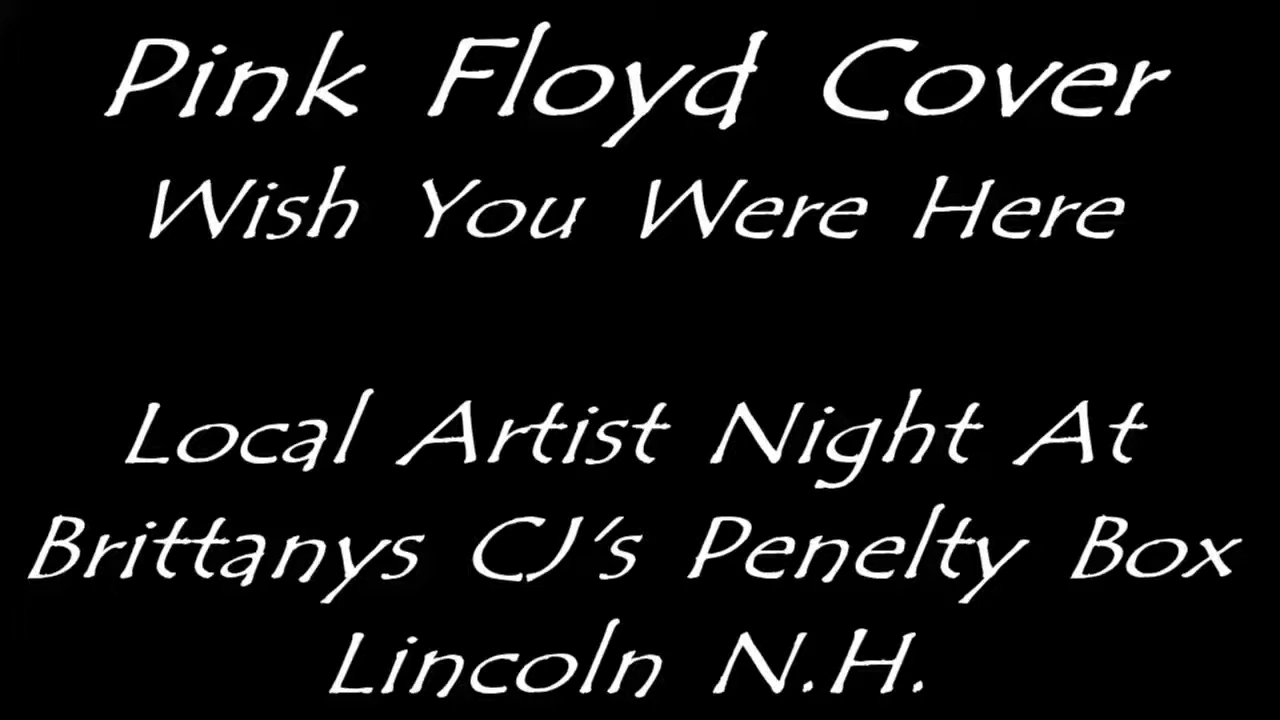 Pink Floyd Cover
Wish You Were Here
Local Artist Night At
Brittanys CJ's Penelty Box
Lincoln N.H.